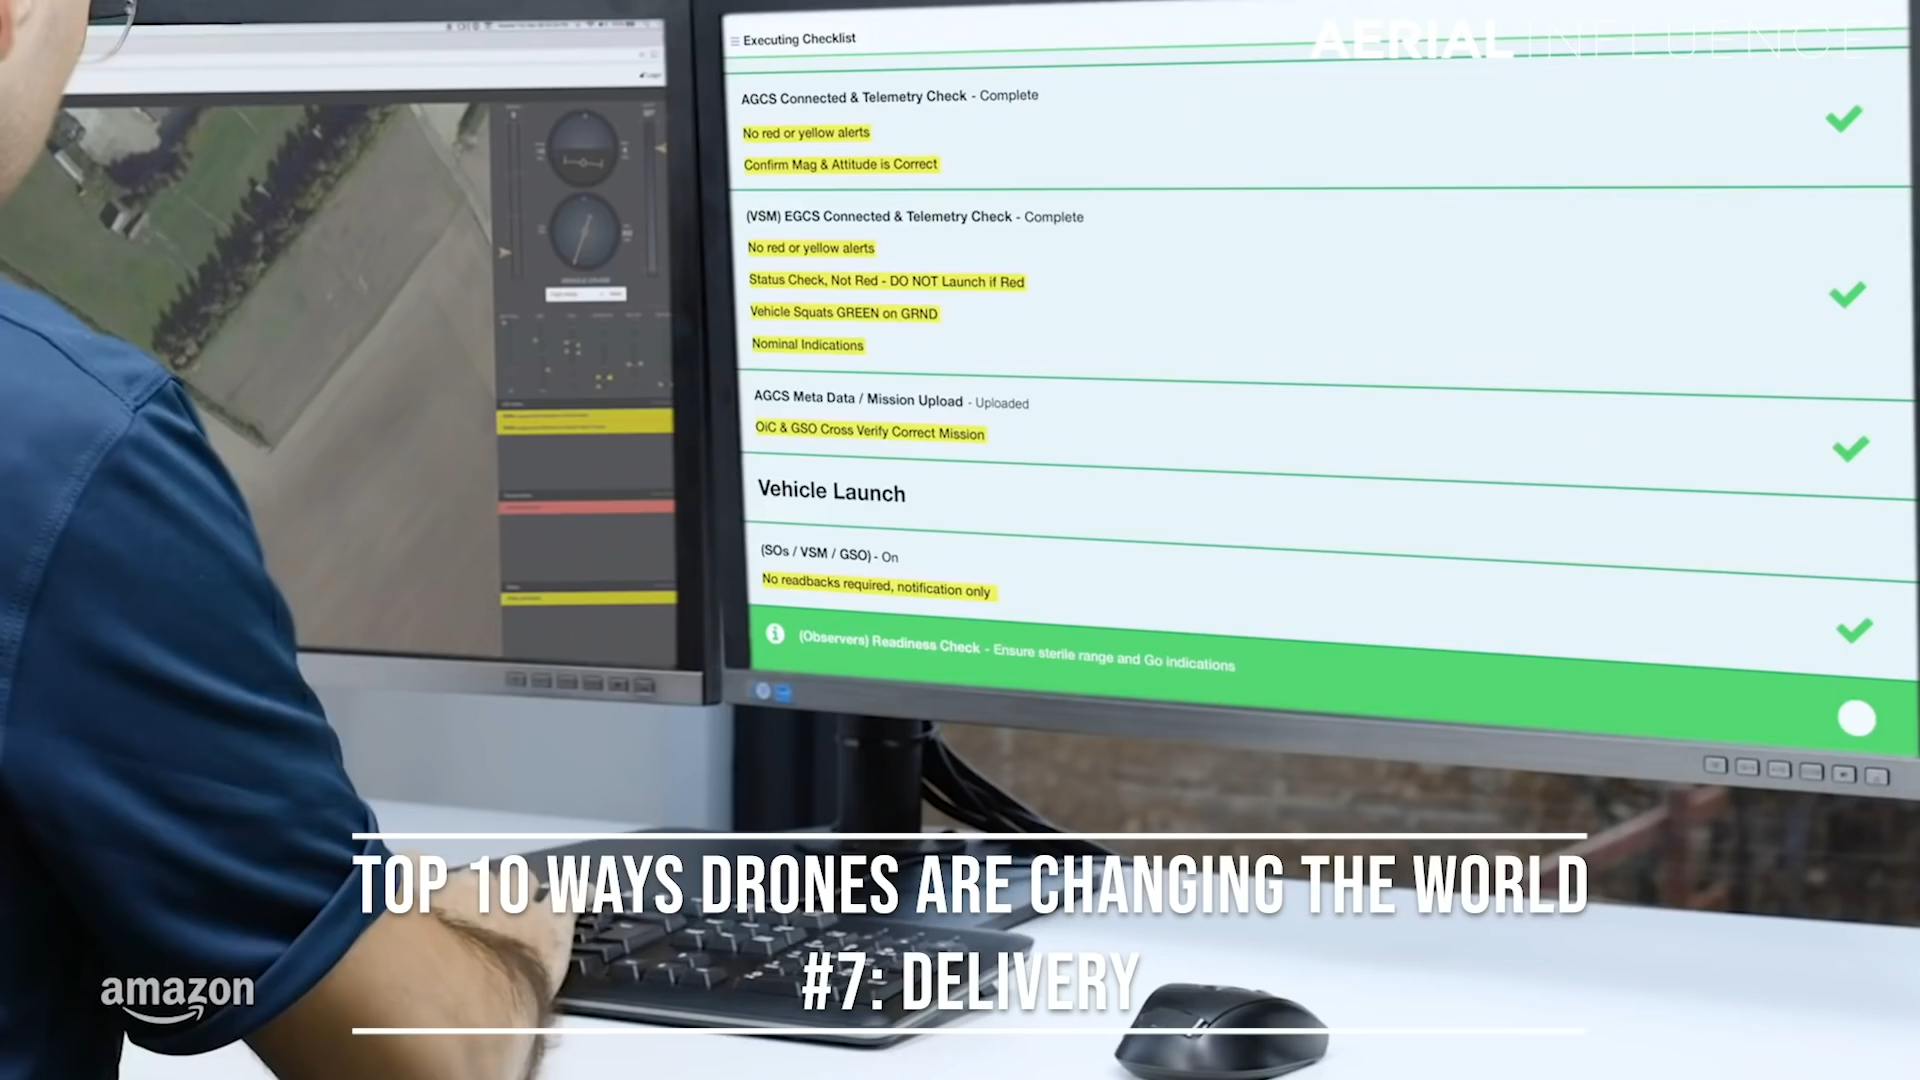 AERIAL INFLUENCE
Executing Checklist
AGCS Connected & Telemetry Check - Complete
No red or yellow alerts
Confirm Mag & Attitude is Correct
(VSM) EGCS Connected & Telemetry Check - Complete
No red or yellow alerts
Status Check, Not Red - DO NOT Launch if Red
Vehicle Squats GREEN on GRND
Nominal Indications
AGCS Meta Data / Mission Upload - Uploaded
OiC & GSO Cross Verify Correct Mission
Vehicle Launch
(SOs / VSM / GSO) - On
No readbacks required, notification only
(Observers) Readiness Check - Ensure sterile range and Go indications
TOP 10 WAYS DRONES ARE CHANGING THE WORLD
#7: DELIVERY
amazon